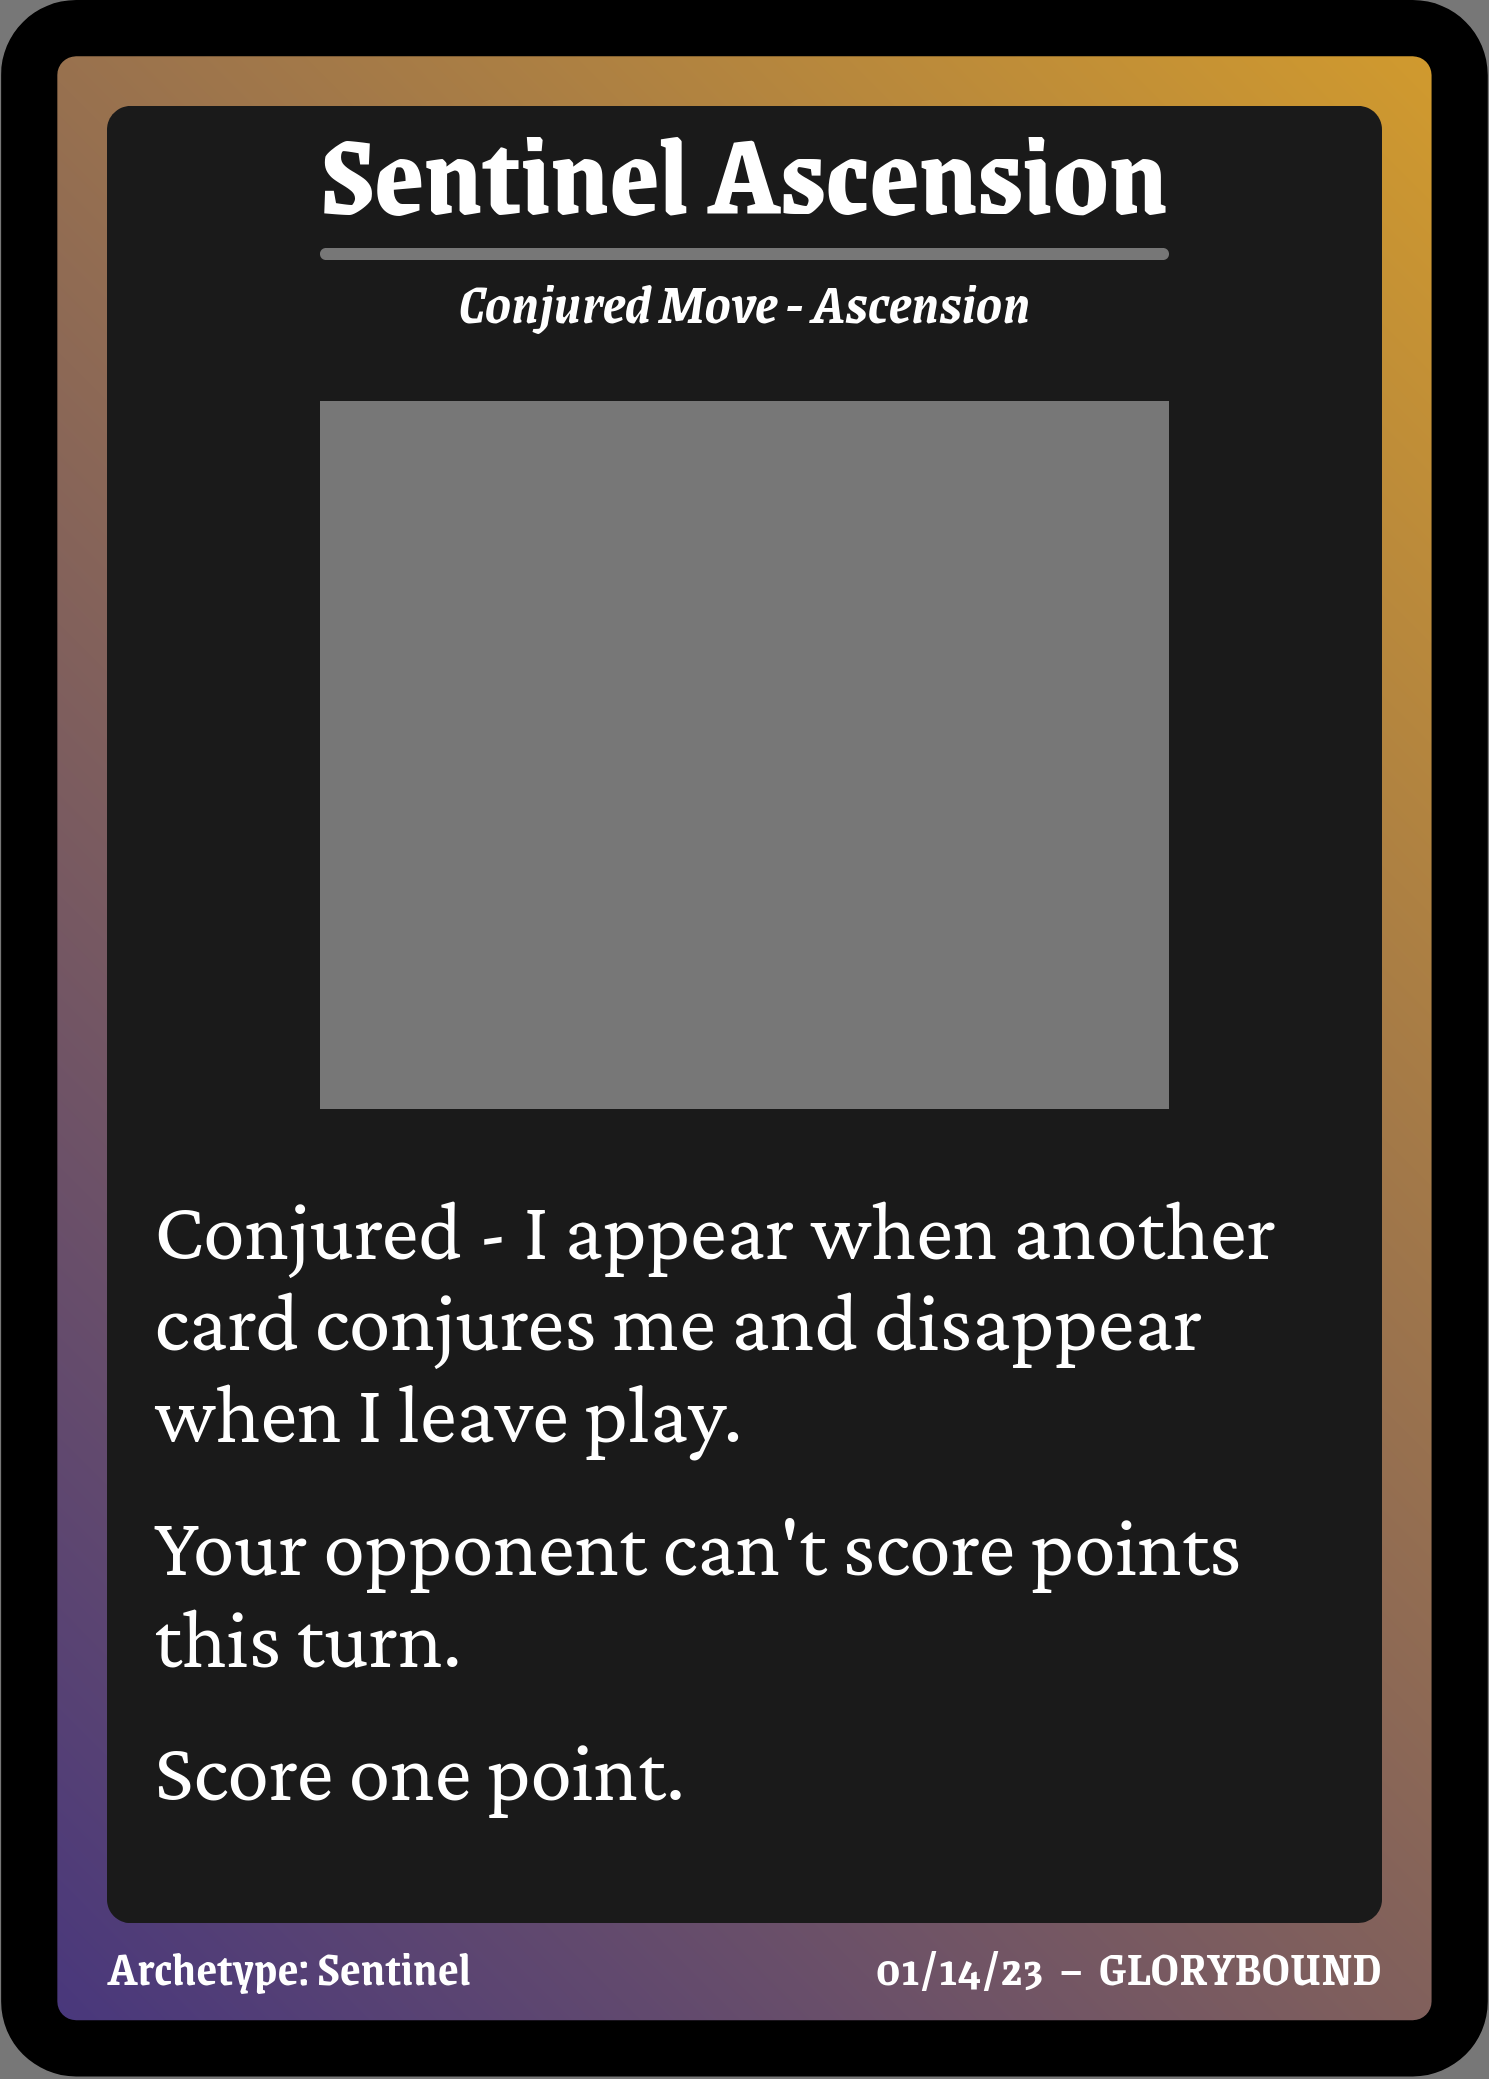 Sentinel Ascension
Conjured Move - Ascension
Conjured - I appear when another
card conjures me and disappear
when I leave play.
Your opponent can't score points
this turn.
Score one point.
Archetype: Sentinel
01/14/23 – GLORYBOUND